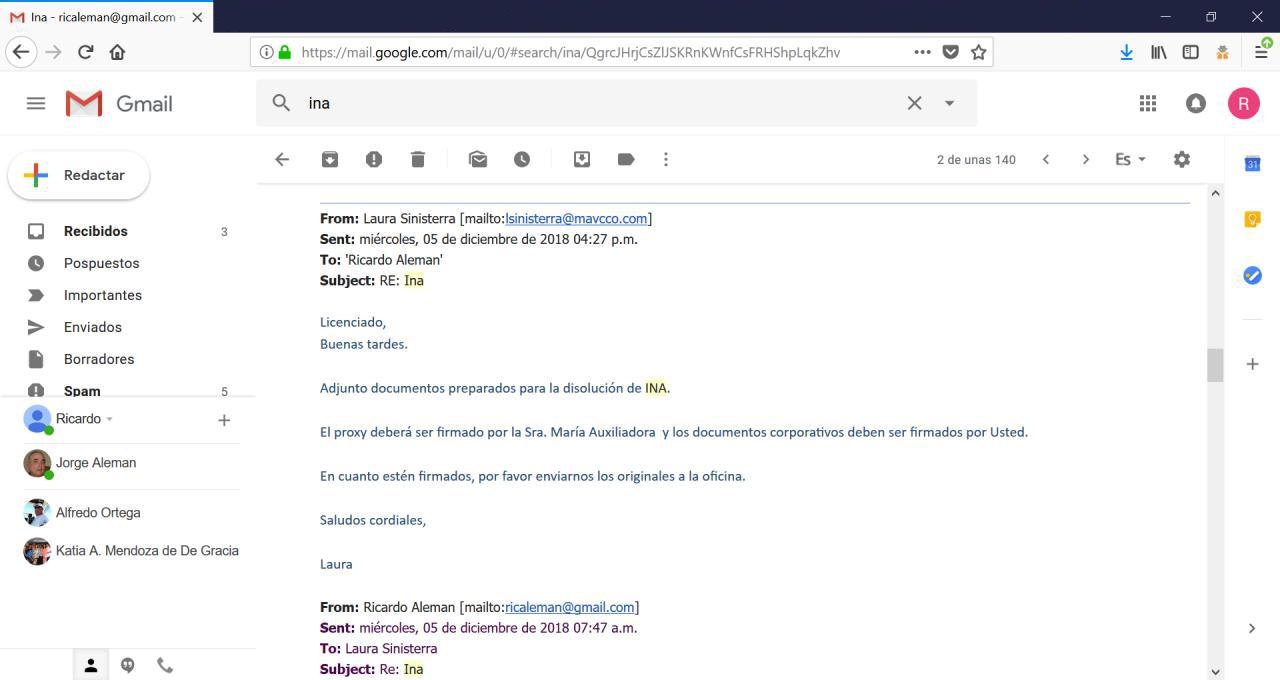 Ina - ricaleman@gmail.com -
https://mail.google.com/mail/u/0/#search/ina/QgrcJHrjCsZlJSKRnKWnfCsFRHShpLqkZhv
Gmail
ina
R
Redactar
2 de unas 140
Es
31
Recibidos 3
Pospuestos
Importantes
Enviados
Borradores
Spam 5
Ricardo
Jorge Aleman
Alfredo Ortega
Katia A. Mendoza de De Gracia
From: Laura Sinisterra [mailto:lsinisterra@mavcco.com]
Sent: miércoles, 05 de diciembre de 2018 04:27 p.m.
To: 'Ricardo Aleman'
Subject: RE: Ina
Licenciado,
Buenas tardes.
Adjunto documentos preparados para la disolución de INA.
El proxy deberá ser firmado por la Sra. María Auxiliadora y los documentos corporativos deben ser firmados por Usted.
En cuanto estén firmados, por favor enviarnos los originales a la oficina.
Saludos cordiales,
Laura
From: Ricardo Aleman [mailto:ricaleman@gmail.com]
Sent: miércoles, 05 de diciembre de 2018 07:47 a.m.
To: Laura Sinisterra
Subject: Re: Ina